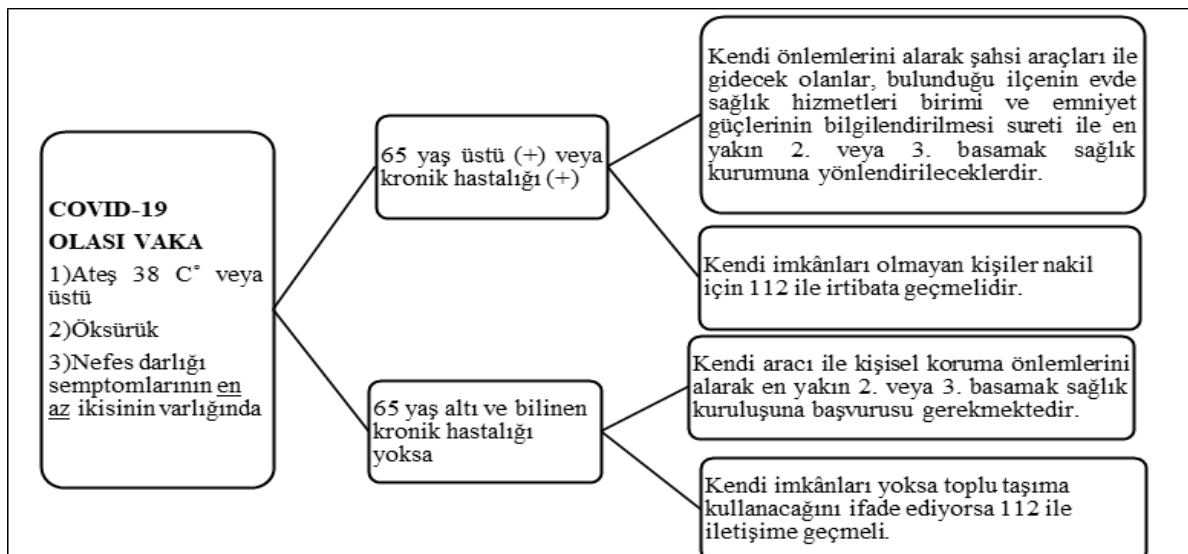 COVID-19
OLASI VAKA
1)Ateş 38 C° veya
üstü
2)Öksürük
3)Nefes darlığı
semptomlarının en
az ikisinin varlığında
65 yaş üstü (+) veya
kronik hastalığı (+)
Kendi önlemlerini alarak şahsi araçları ile
gidecek olanlar, bulunduğu ilçenin evde
sağlık hizmetleri birimi ve emniyet
güçlerinin bilgilendirilmesi sureti ile en
yakın 2. veya 3. basamak sağlık
kurumuna yönlendirileceklerdir.
Kendi imkânları olmayan kişiler nakil
için 112 ile irtibata geçmelidir.
65 yaş altı ve bilinen
kronik hastalığı
yoksa
Kendi aracı ile kişisel koruma önlemlerini
alarak en yakın 2. veya 3. basamak sağlık
kuruluşuna başvurusu gerekmektedir.
Kendi imkânları yoksa toplu taşıma
kullanacağını ifade ediyorsa 112 ile
iletişime geçmeli.